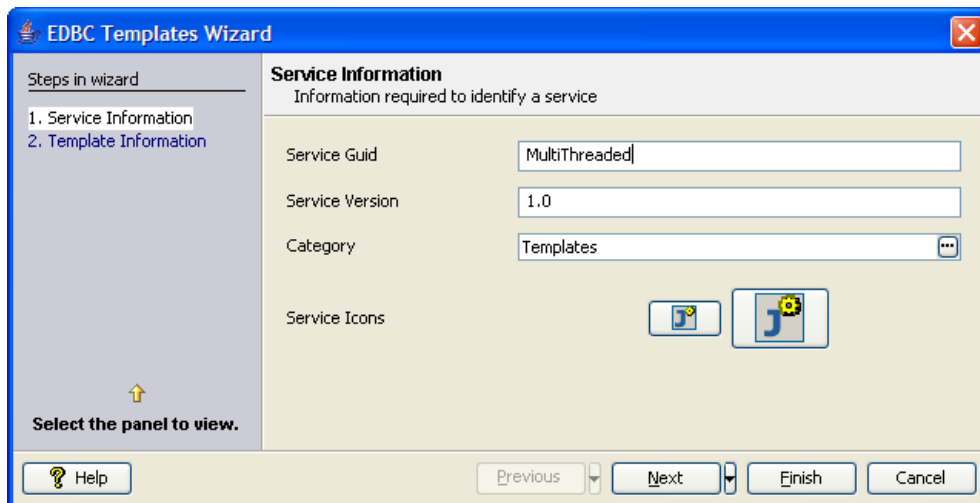 EDBC Templates Wizard
Steps in wizard
1. Service Information
2. Template Information
Select the panel to view.
Service Information
Information required to identify a service
Service Guid
MultiThreaded
Service Version
1.0
Category
Templates
Service Icons
Help
Previous
Next
Finish
Cancel